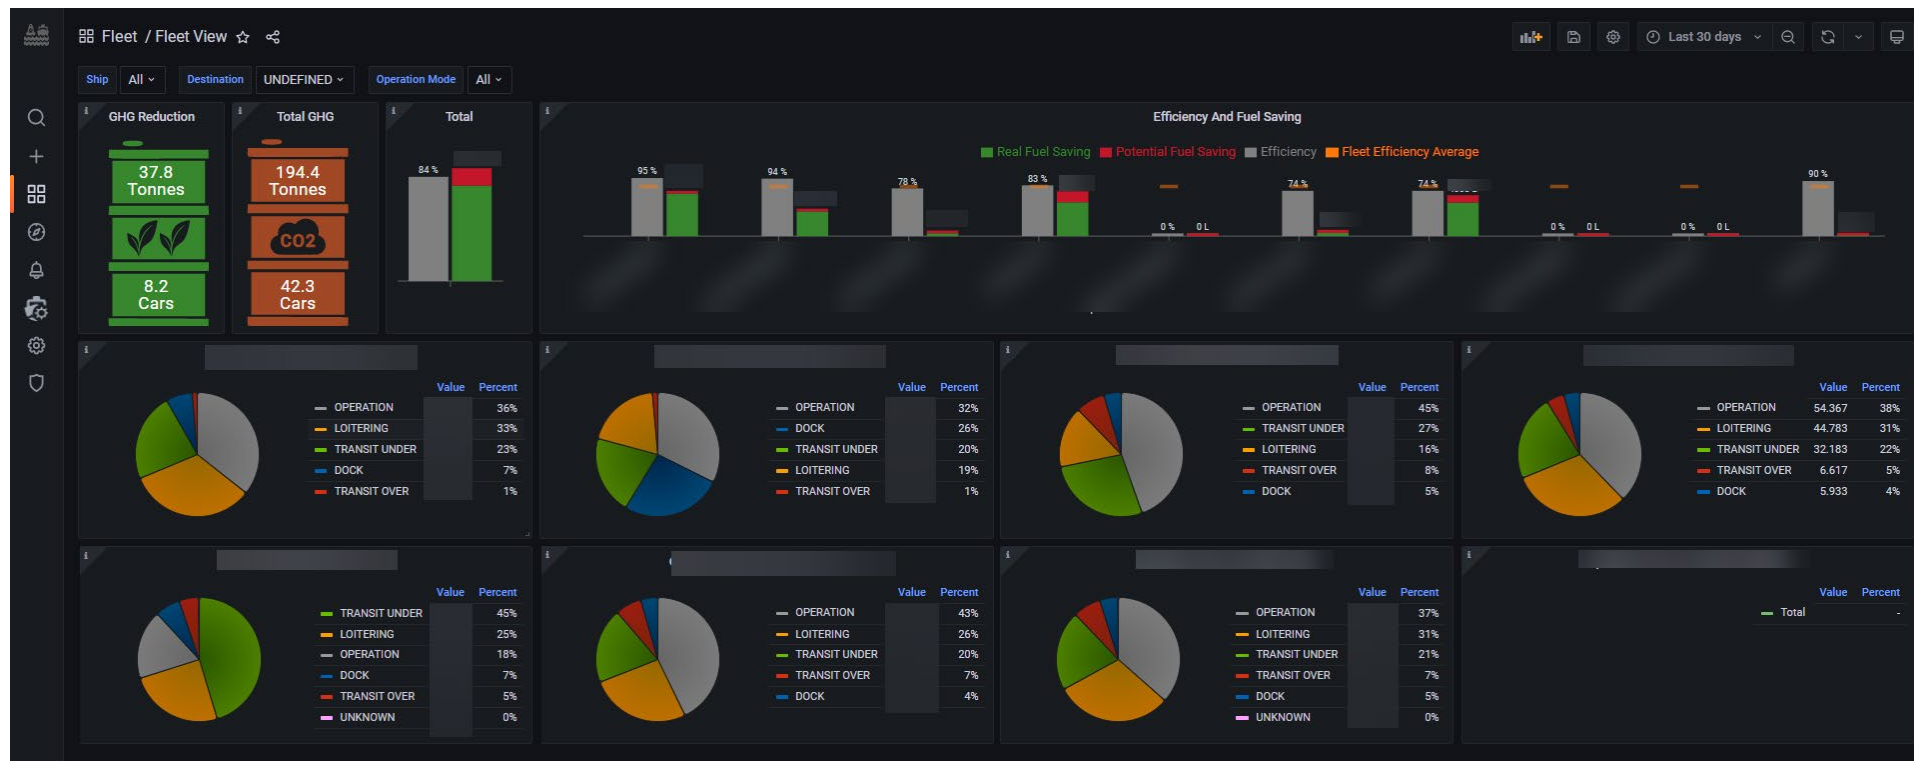 Fleet / Fleet View
Last 30 days
Ship All Destination UNDEFINED Operation Mode All
GHG Reduction
37.8
Tonnes
8.2
Cars
Total GHG
194.4
Tonnes
CO2
42.3
Cars
Total
84 %
Efficiency And Fuel Saving
Real Fuel Saving Potential Fuel Saving Efficiency Fleet Efficiency Average
95 % 94 % 78 % 83 % 0 % 0 L 74 % 74 % 0 % 0 L 0 % 0 L 90 %
Value Percent
OPERATION 36%
LOITERING 33%
TRANSIT UNDER 23%
DOCK 7%
TRANSIT OVER 1%
Value Percent
OPERATION 32%
DOCK 26%
TRANSIT UNDER 20%
LOITERING 19%
TRANSIT OVER 1%
Value Percent
OPERATION 45%
TRANSIT UNDER 27%
LOITERING 16%
TRANSIT OVER 8%
DOCK 5%
Value Percent
OPERATION 54.367 38%
LOITERING 44.783 31%
TRANSIT UNDER 32.183 22%
TRANSIT OVER 6.617 5%
DOCK 5.933 4%
Value Percent
TRANSIT UNDER 45%
LOITERING 25%
OPERATION 18%
DOCK 7%
TRANSIT OVER 5%
UNKNOWN 0%
Value Percent
OPERATION 43%
LOITERING 26%
TRANSIT UNDER 20%
TRANSIT OVER 7%
DOCK 4%
Value Percent
OPERATION 37%
LOITERING 31%
TRANSIT UNDER 21%
TRANSIT OVER 7%
DOCK 5%
UNKNOWN 0%
Value Percent
Total -